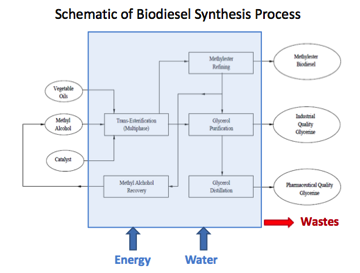 Schematic of Biodiesel Synthesis Process
Methylester
Refining
Methylester
Biodiesel
Vegetable
Oils
Methyl
Alcohol
Trans-Esterification
(Multiphase)
Glycerol
Purification
Industrial
Quality
Glycerine
Catalyst
Methyl Alchohol
Recovery
Glycerol
Distillation
Pharmaceutical Quality
Glycerine
Wastes
Energy
Water